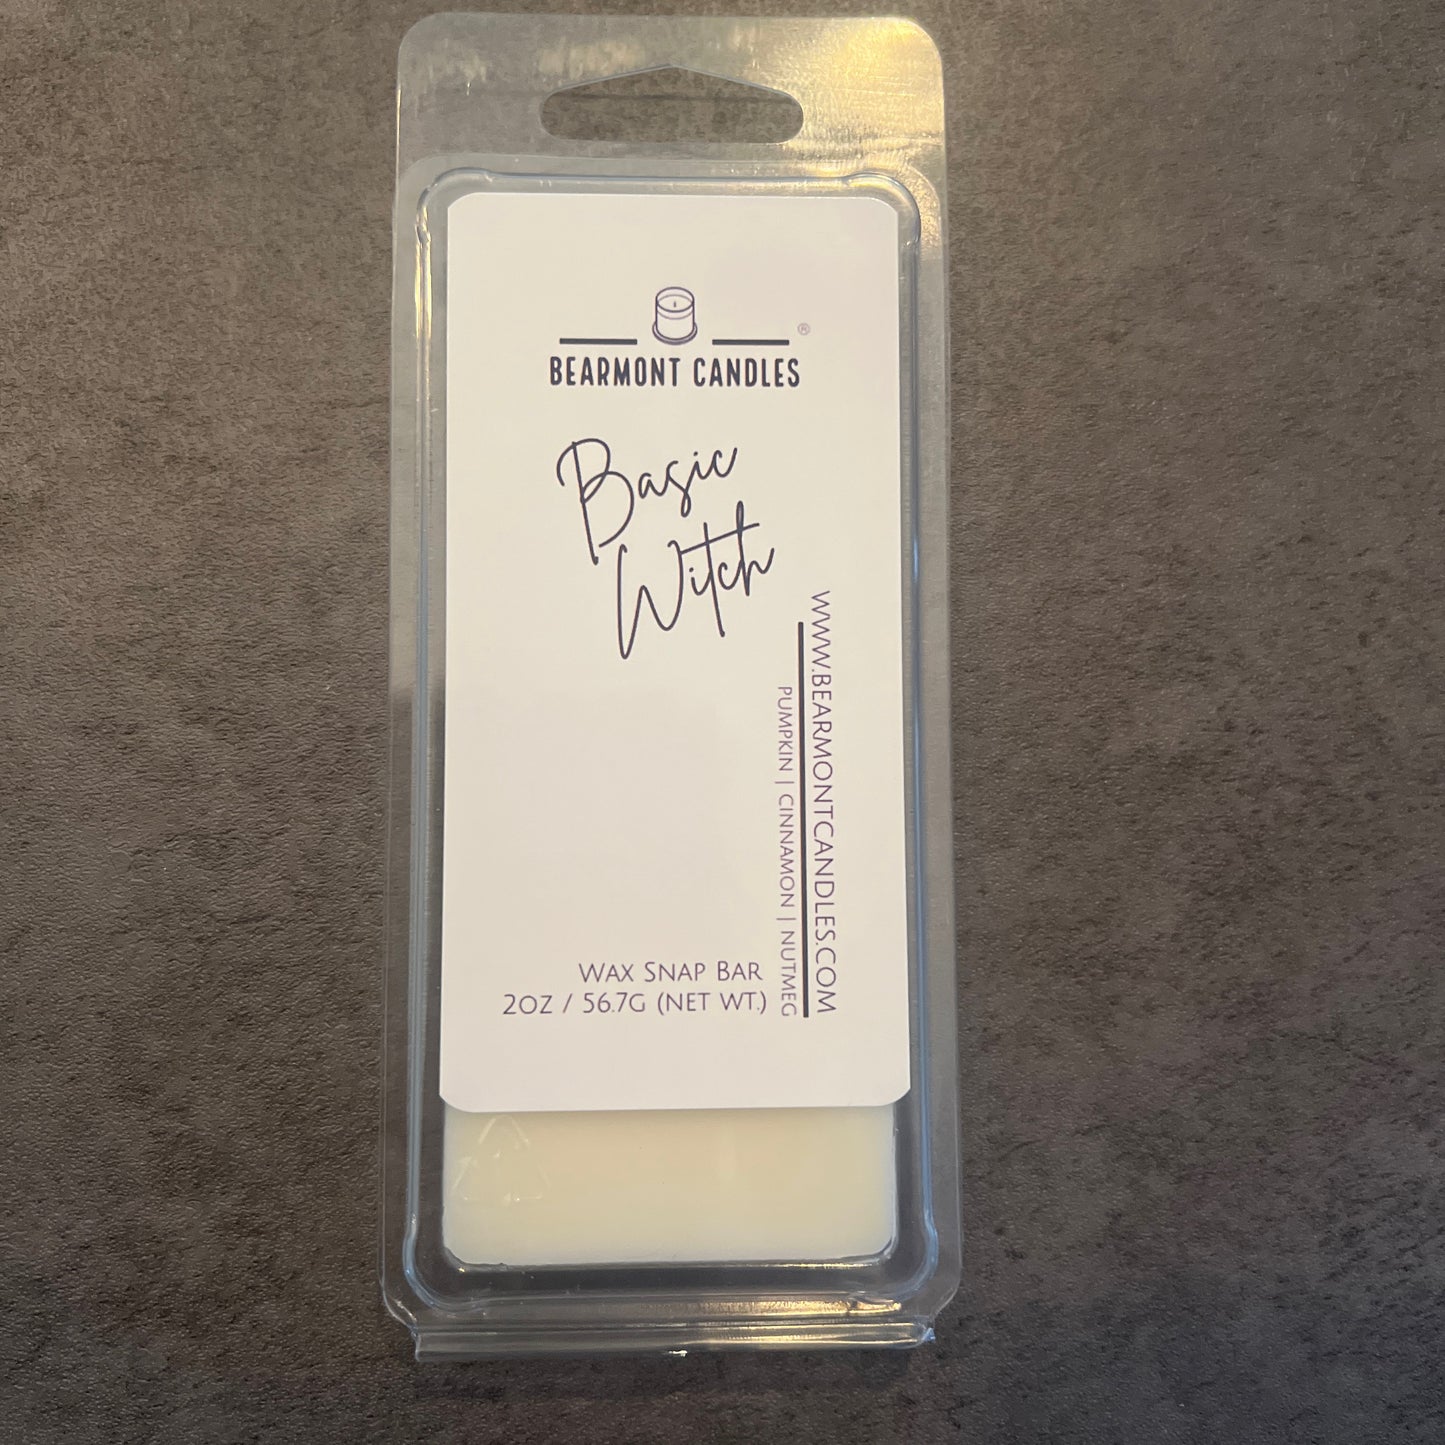 ®
BEARMONT CANDLES
Basic
Witch
WWW.BEARMONTCANDLES.COM
PUMPKIN | CINNAMON | NUTMEG
WAX SNAP BAR
2OZ / 56.7G (NET WT.)